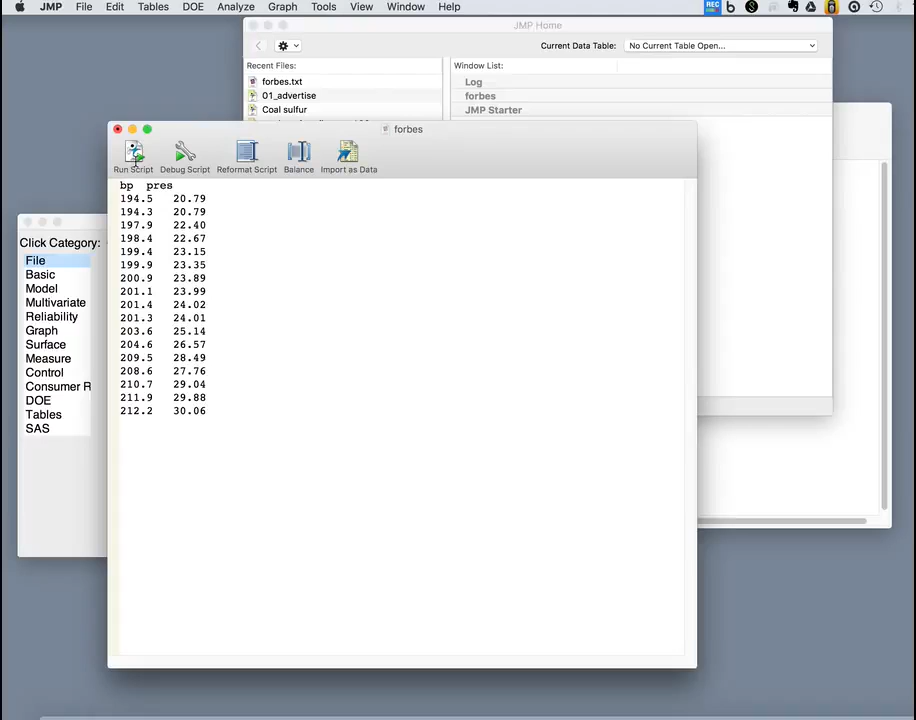 JMP File Edit Tables DOE Analyze Graph Tools View Window Help
REC
JMP Home
Current Data Table: No Current Table Open...
Recent Files:
forbes.txt
01_advertise
Coal sulfur
Window List:
Log
forbes
JMP Starter
forbes
Run Script Debug Script Reformat Script Balance Import as Data
bp pres
194.5 20.79
194.3 20.79
197.9 22.40
198.4 22.67
199.4 23.15
199.9 23.35
200.9 23.89
201.1 23.99
201.4 24.02
201.3 24.01
203.6 25.14
204.6 26.57
209.5 28.49
208.6 27.76
210.7 29.04
211.9 29.88
212.2 30.06
Click Category:
File
Basic
Model
Multivariate
Reliability
Graph
Surface
Measure
Control
Consumer R
DOE
Tables
SAS